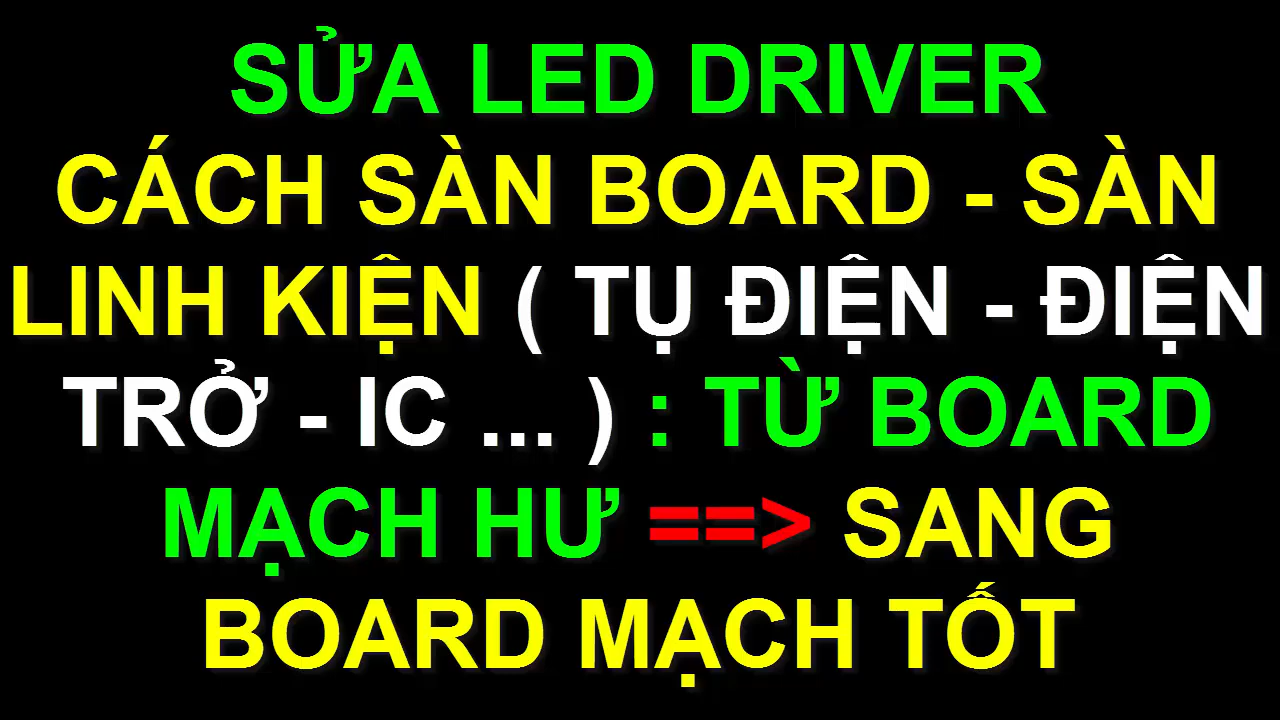 SỬA LED DRIVER
CÁCH SÀN BOARD - SÀN
LINH KIỆN ( TỤ ĐIỆN - ĐIỆN
TRỞ - IC ... ) : TỪ BOARD
MẠCH HƯ ==> SANG
BOARD MẠCH TỐT